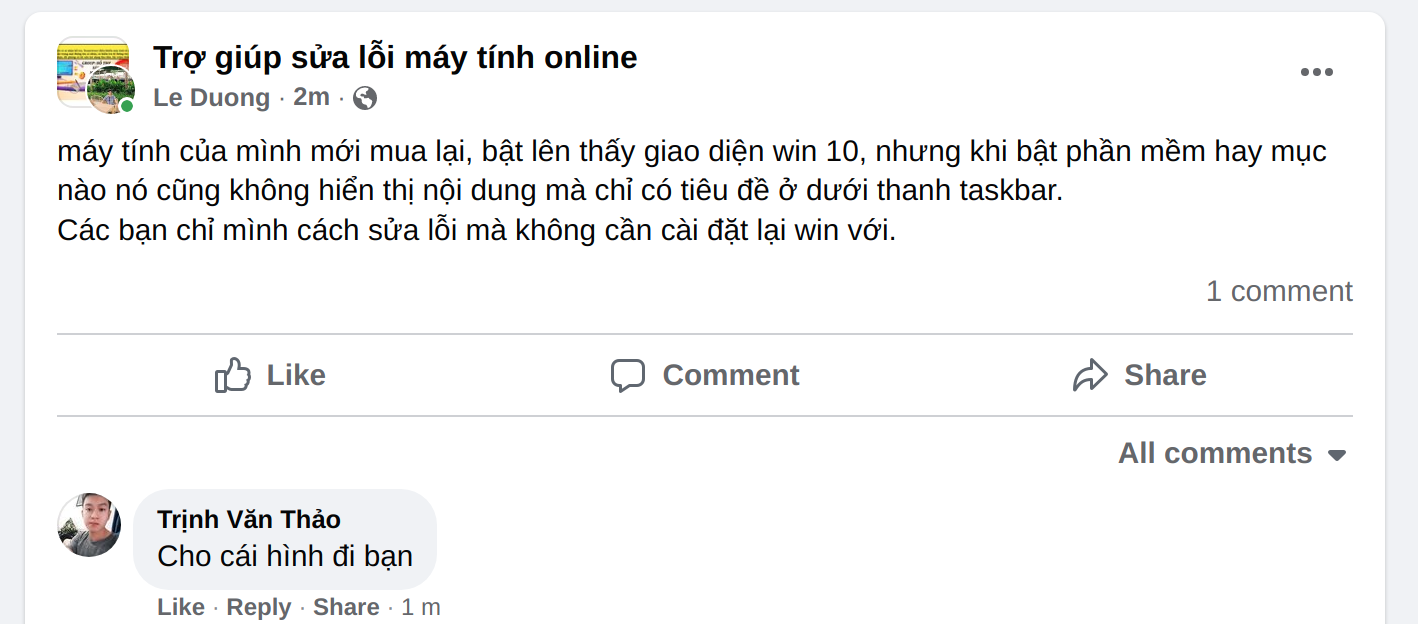 Trợ giúp sửa lỗi máy tính online
Le Duong · 2m ·
máy tính của mình mới mua lại, bật lên thấy giao diện win 10, nhưng khi bật phần mềm hay mục
nào nó cũng không hiển thị nội dung mà chỉ có tiêu đề ở dưới thanh taskbar.
Các bạn chỉ mình cách sửa lỗi mà không cần cài đặt lại win với.
1 comment
Like Comment Share
All comments
Trịnh Văn Thảo
Cho cái hình đi bạn
Like · Reply · Share · 1 m